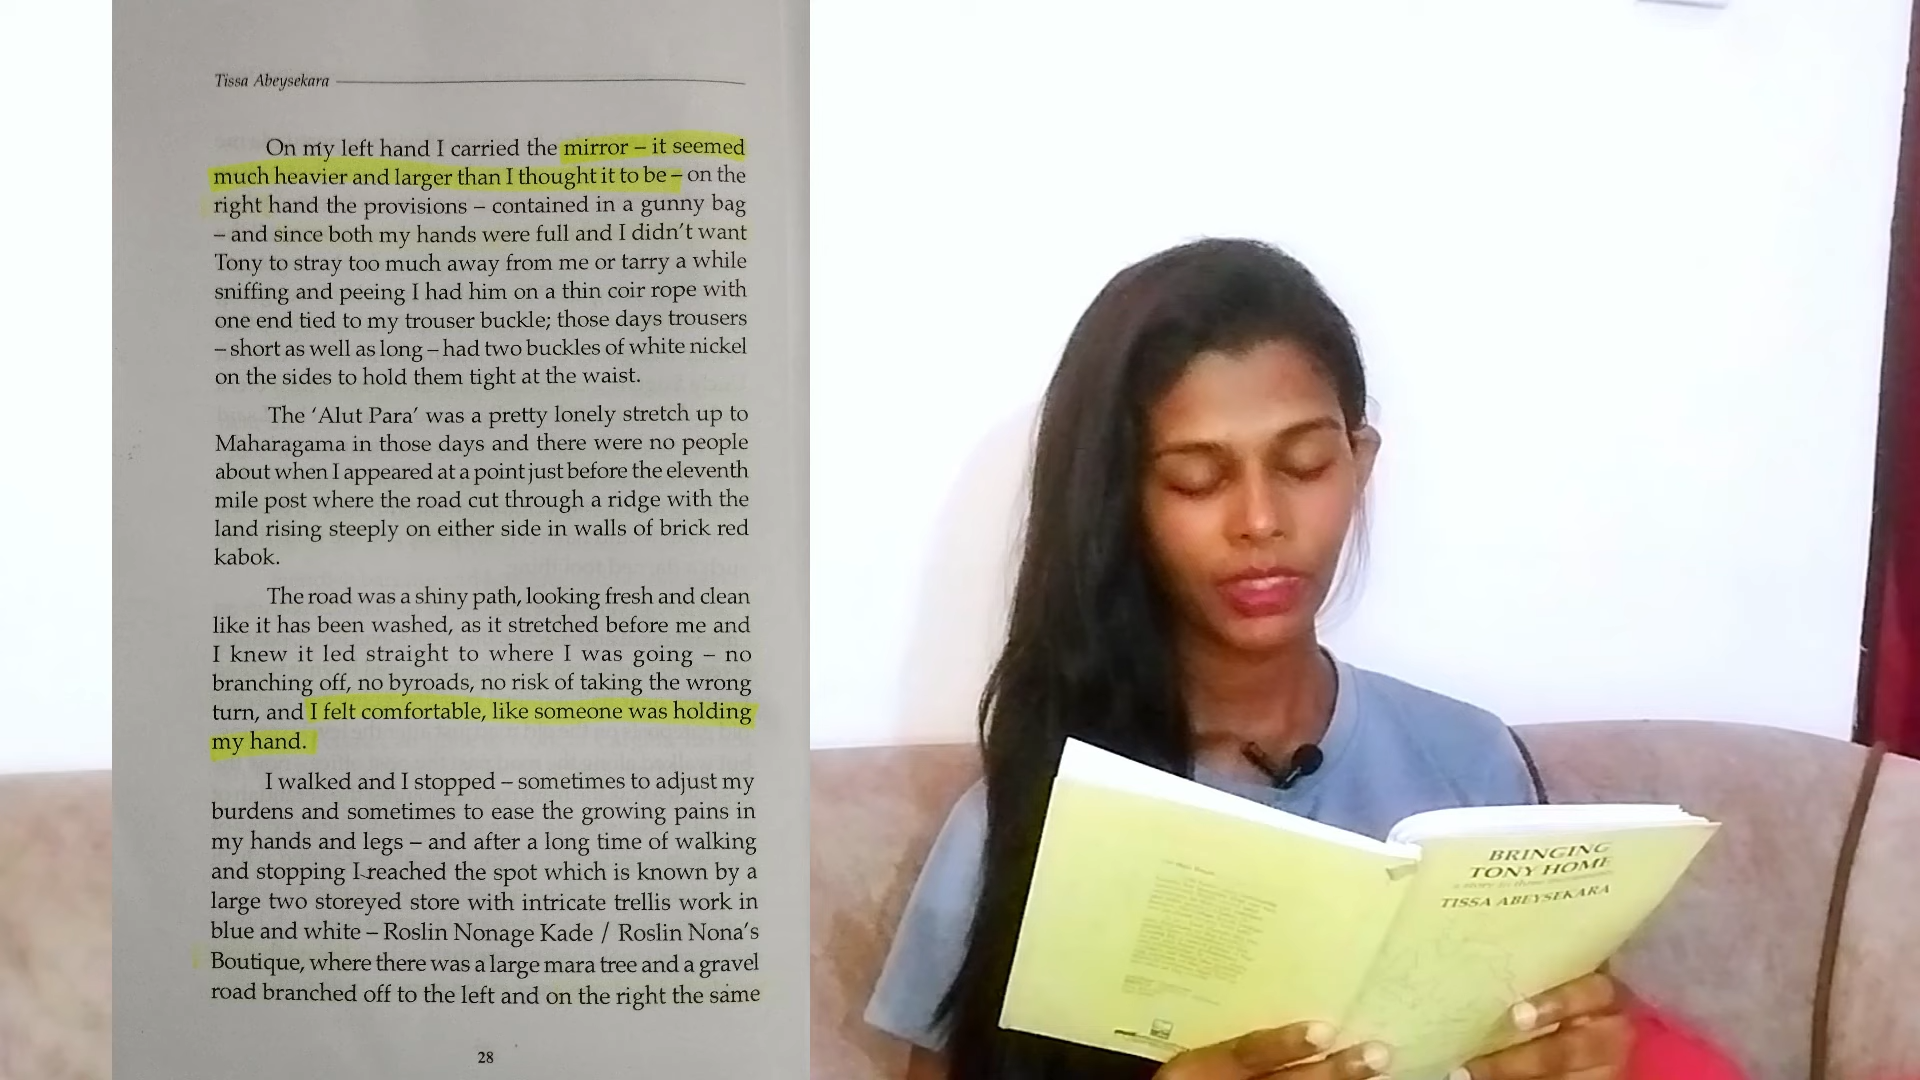 Tissa Abeysekara
On my left hand I carried the mirror – it seemed
much heavier and larger than I thought it to be – on the
right hand the provisions – contained in a gunny bag
– and since both my hands were full and I didn't want
Tony to stray too much away from me or tarry a while
sniffing and peeing I had him on a thin coir rope with
one end tied to my trouser buckle; those days trousers
– short as well as long – had two buckles of white nickel
on the sides to hold them tight at the waist.
The 'Alut Para' was a pretty lonely stretch up to
Maharagama in those days and there were no people
about when I appeared at a point just before the eleventh
mile post where the road cut through a ridge with the
land rising steeply on either side in walls of brick red
kabok.
The road was a shiny path, looking fresh and clean
like it has been washed, as it stretched before me and
I knew it led straight to where I was going – no
branching off, no byroads, no risk of taking the wrong
turn, and I felt comfortable, like someone was holding
my hand.
I walked and I stopped – sometimes to adjust my
burdens and sometimes to ease the growing pains in
my hands and legs – and after a long time of walking
and stopping I reached the spot which is known by a
large two storeyed store with intricate trellis work in
blue and white – Roslin Nonage Kade / Roslin Nona's
Boutique, where there was a large mara tree and a gravel
road branched off to the left and on the right the same
28
BRINGING
TONY HOME
TISSA ABEYSEKARA